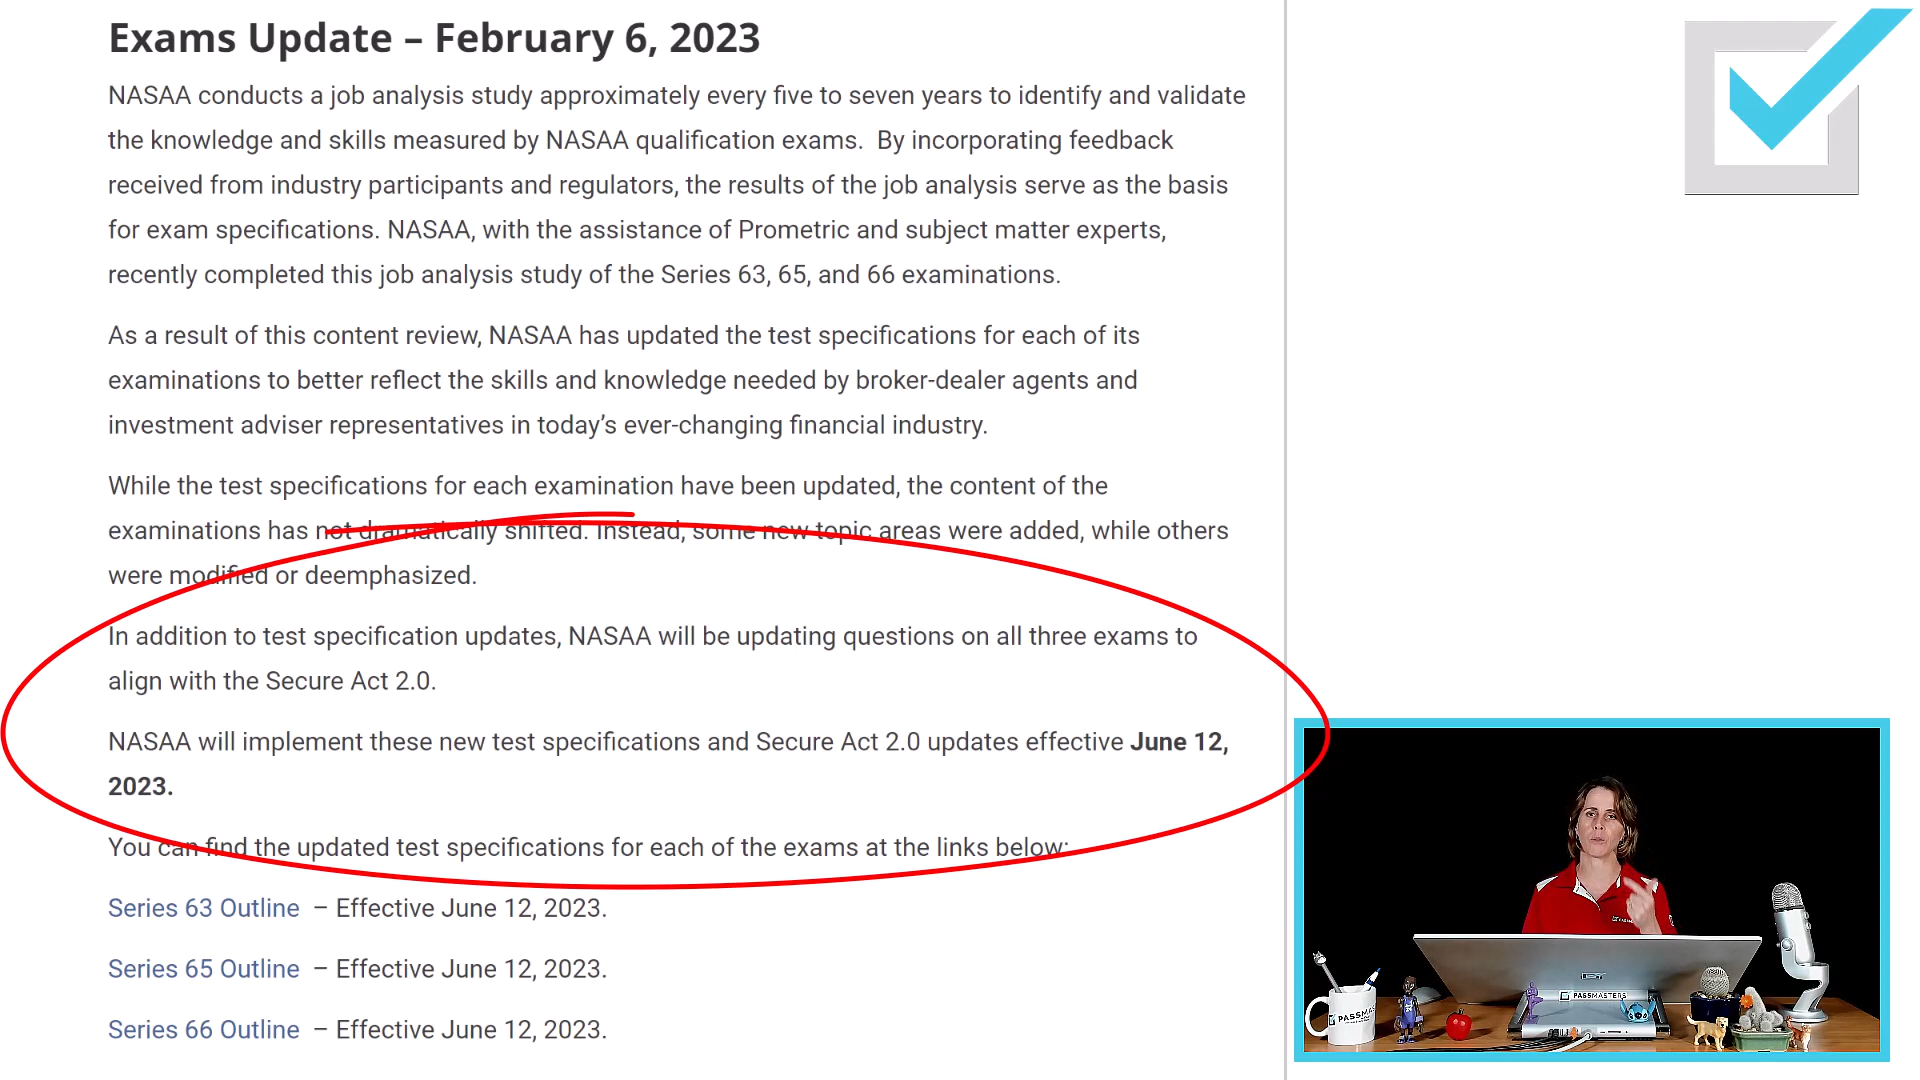 Exams Update – February 6, 2023
NASAA conducts a job analysis study approximately every five to seven years to identify and validate
the knowledge and skills measured by NASAA qualification exams.  By incorporating feedback
received from industry participants and regulators, the results of the job analysis serve as the basis
for exam specifications. NASAA, with the assistance of Prometric and subject matter experts,
recently completed this job analysis study of the Series 63, 65, and 66 examinations.
As a result of this content review, NASAA has updated the test specifications for each of its
examinations to better reflect the skills and knowledge needed by broker-dealer agents and
investment adviser representatives in today’s ever-changing financial industry.
While the test specifications for each examination have been updated, the content of the
examinations has not dramatically shifted. Instead, some new topic areas were added, while others
were modified or deemphasized.
In addition to test specification updates, NASAA will be updating questions on all three exams to
align with the Secure Act 2.0.
NASAA will implement these new test specifications and Secure Act 2.0 updates effective June 12,
2023.
You can find the updated test specifications for each of the exams at the links below:
Series 63 Outline – Effective June 12, 2023.
Series 65 Outline – Effective June 12, 2023.
Series 66 Outline – Effective June 12, 2023.
PASSMASTERS